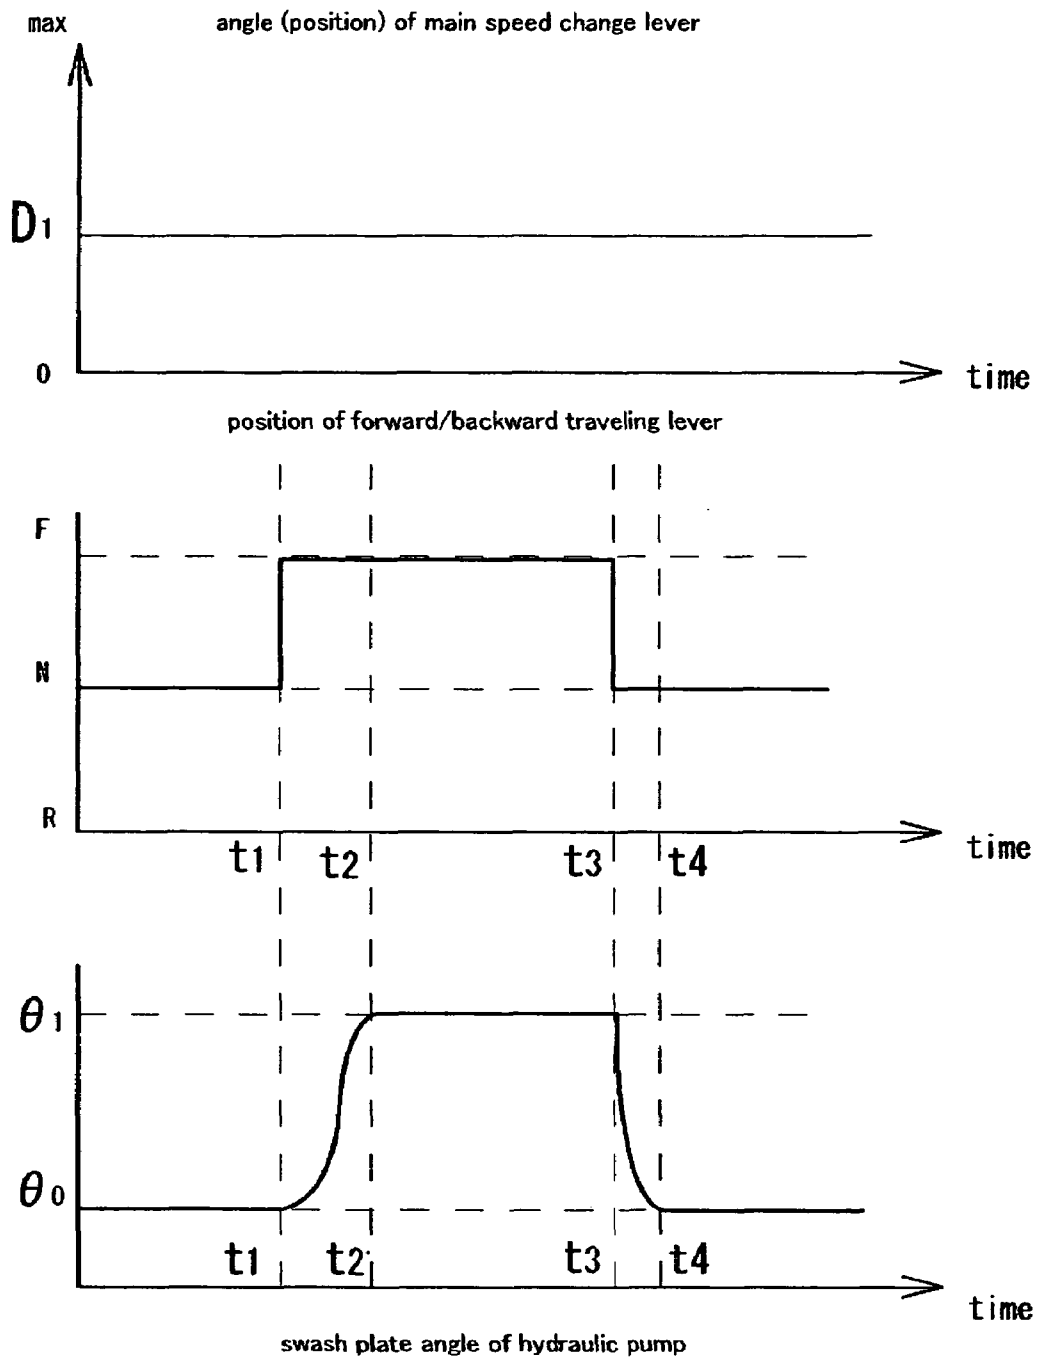 max
angle (position) of main speed change lever
D1
0
time
position of forward/backward traveling lever
F
N
R
t1 t2 t3 t4
time
θ1
θ0
t1 t2 t3 t4
time
swash plate angle of hydraulic pump